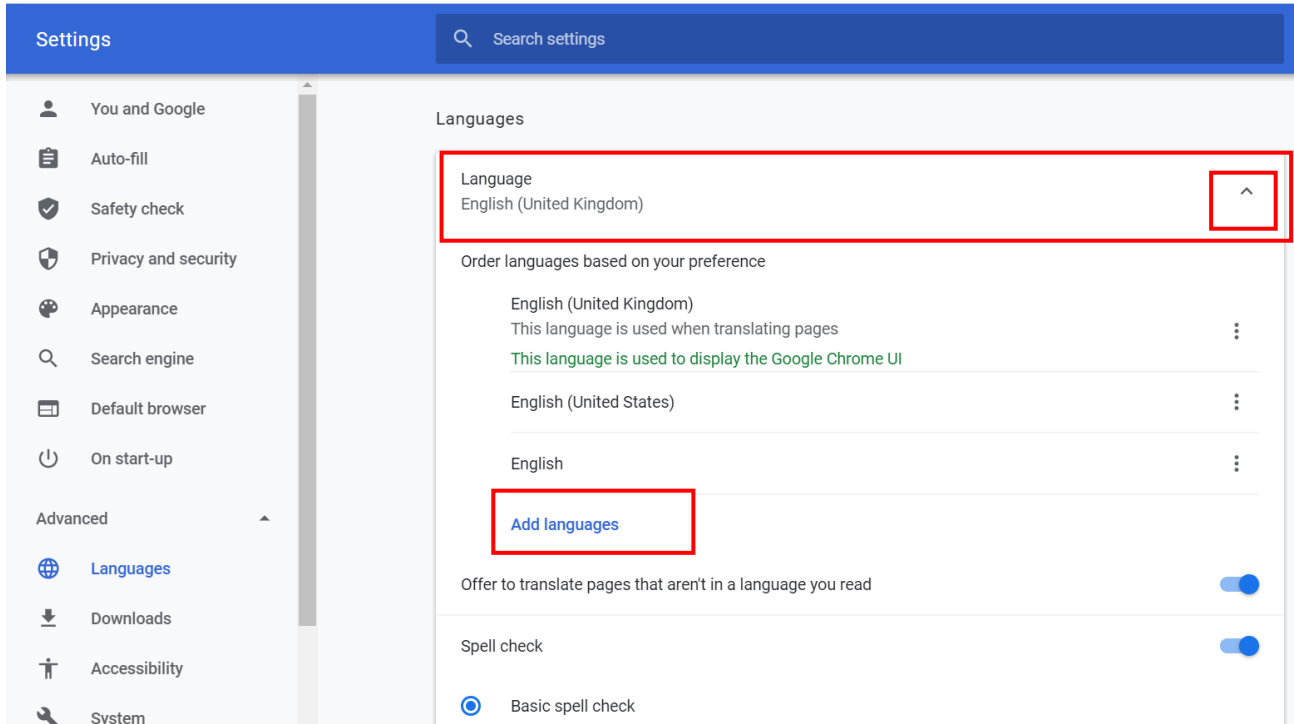 Settings
Search settings
You and Google
Auto-fill
Safety check
Privacy and security
Appearance
Search engine
Default browser
On start-up
Advanced
Languages
Downloads
Accessibility
System
Languages
Language
English (United Kingdom)
Order languages based on your preference
English (United Kingdom)
This language is used when translating pages
This language is used to display the Google Chrome UI
English (United States)
English
Add languages
Offer to translate pages that aren't in a language you read
Spell check
Basic spell check